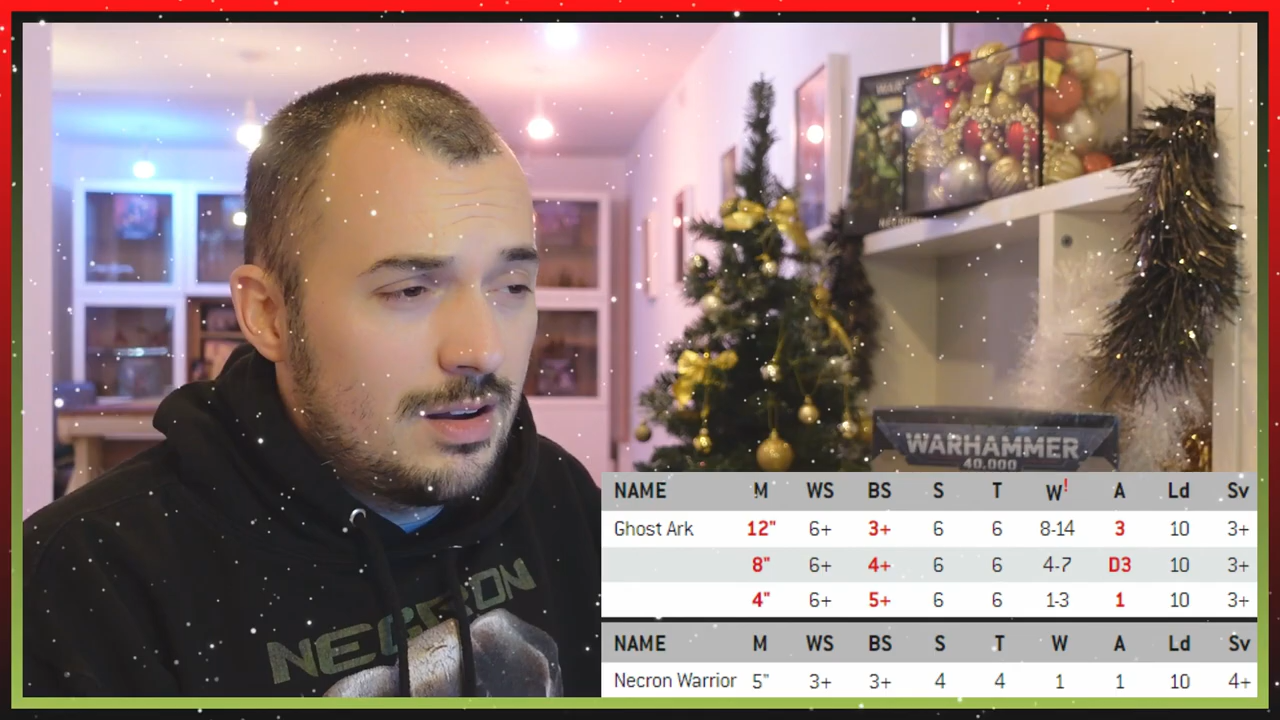 WAR
NECRON
WARHAMMER
40,000
NECRON
NAME M WS BS S T W! A Ld Sv
Ghost Ark 12" 6+ 3+ 6 6 8-14 3 10 3+
8" 6+ 4+ 6 6 4-7 D3 10 3+
4" 6+ 5+ 6 6 1-3 1 10 3+
NAME M WS BS S T W A Ld Sv
Necron Warrior 5" 3+ 3+ 4 4 1 1 10 4+